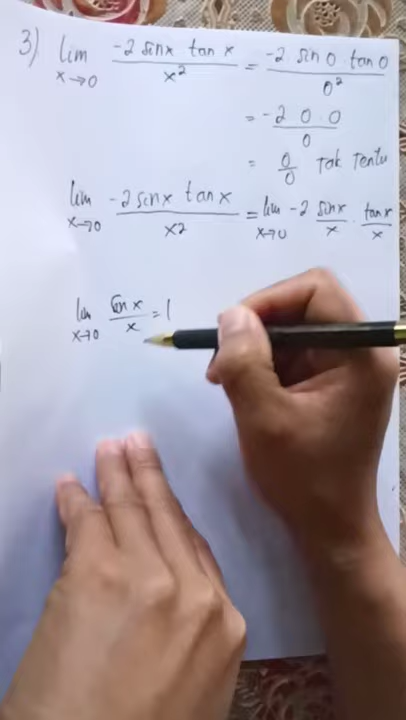 3) lim x→0 -2 sin x tan x / x² = -2 sin 0 . tan 0 / 0²
= -2 0 . 0 / 0
= 0/0 Tak Tentu
lim x→0 -2 sin x tan x / x² = lim x→0 -2 sin x / x . tan x / x
lim x→0 sin x / x = 1